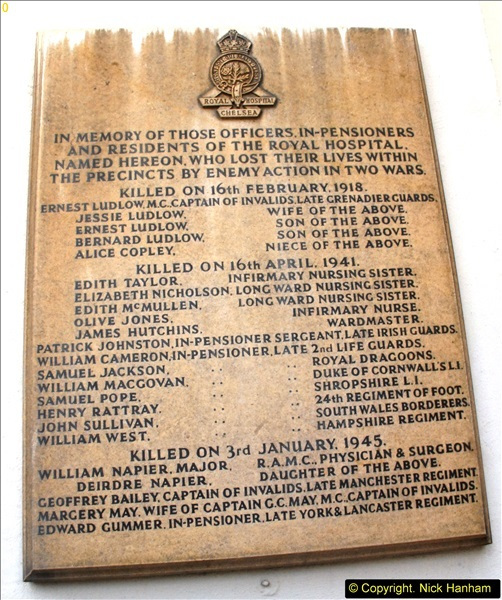 0
ROYAL HOSPITAL
CHELSEA
IN MEMORY OF THOSE OFFICERS, IN-PENSIONERS
AND RESIDENTS OF THE ROYAL HOSPITAL,
NAMED HEREON, WHO LOST THEIR LIVES WITHIN
THE PRECINCTS BY ENEMY ACTION IN TWO WARS.
KILLED ON 16TH FEBRUARY, 1918.
ERNEST LUDLOW, M.C., CAPTAIN OF INVALIDS, LATE GRENADIER GUARDS,
JESSIE LUDLOW, WIFE OF THE ABOVE.
ERNEST LUDLOW, SON OF THE ABOVE.
BERNARD LUDLOW, SON OF THE ABOVE.
ALICE COPLEY, NIECE OF THE ABOVE.
KILLED ON 16TH APRIL, 1941.
EDITH TAYLOR, INFIRMARY NURSING SISTER.
ELIZABETH NICHOLSON, LONG WARD NURSING SISTER.
EDITH McMULLEN, LONG WARD NURSING SISTER.
OLIVE JONES, INFIRMARY NURSE.
JAMES HUTCHINS, WARDMASTER.
PATRICK JOHNSTON, IN-PENSIONER SERGEANT, LATE IRISH GUARDS.
WILLIAM CAMERON, IN-PENSIONER, LATE 2nd LIFE GUARDS.
SAMUEL JACKSON, " " ROYAL DRAGOONS.
WILLIAM MACGOVAN, " " DUKE OF CORNWALL'S L.I.
SAMUEL POPE, " " SHROPSHIRE L.I.
HENRY RATTRAY, " " 24th REGIMENT OF FOOT.
JOHN SULLIVAN, " " SOUTH WALES BORDERERS.
WILLIAM WEST, " " HAMPSHIRE REGIMENT.
KILLED ON 3rd JANUARY, 1945.
WILLIAM NAPIER, MAJOR, R.A.M.C., PHYSICIAN & SURGEON.
DEIRDRE NAPIER, DAUGHTER OF THE ABOVE.
GEOFFREY BAILEY, CAPTAIN OF INVALIDS, LATE MANCHESTER REGIMENT.
MARGERY MAY, WIFE OF CAPTAIN G.C. MAY, M.C., CAPTAIN OF INVALIDS.
EDWARD GUMMER, IN-PENSIONER, LATE YORK & LANCASTER REGIMENT.
© Copyright. Nick Hanham